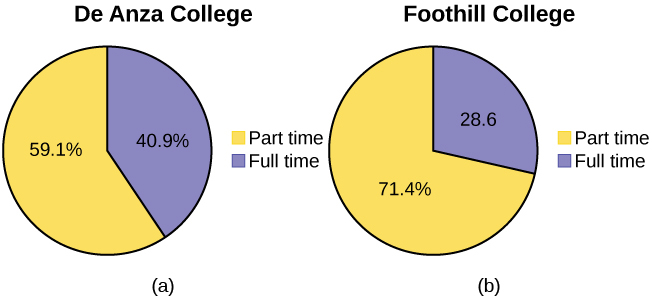 De Anza College
59.1%
40.9%
Part time
Full time
(a)
Foothill College
28.6
71.4%
Part time
Full time
(b)